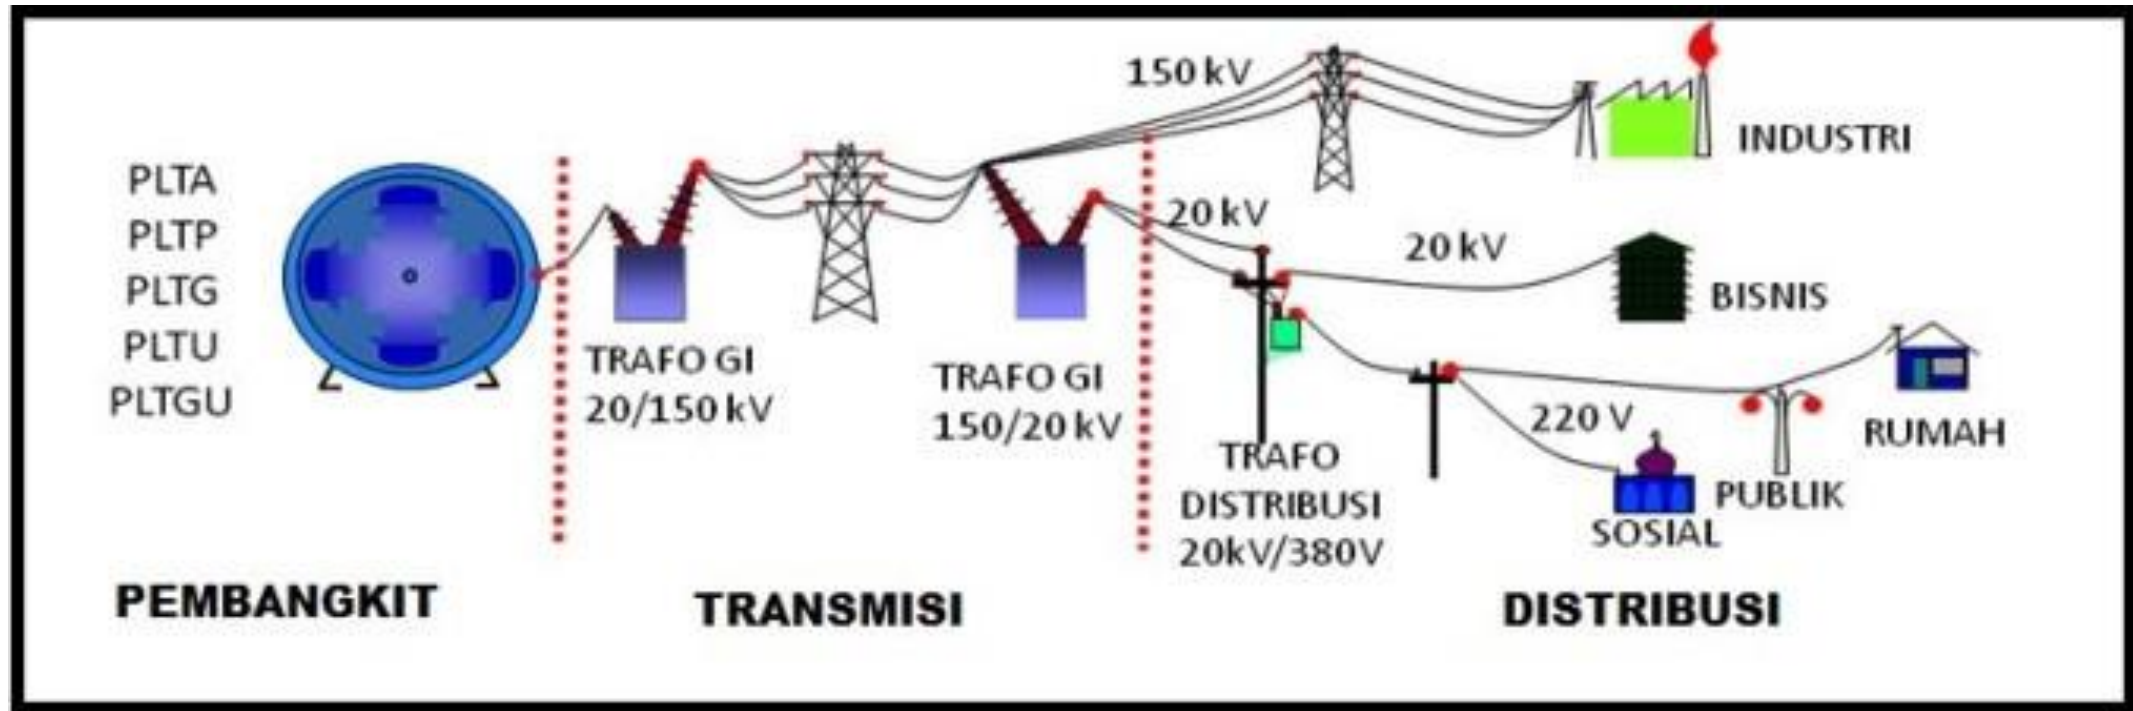 PLTA
PLTP
PLTG
PLTU
PLTGU
TRAFO GI
20/150 kV
TRAFO GI
150/20 kV
150 kV
INDUSTRI
20 kV
20 kV
BISNIS
TRAFO
DISTRIBUSI
20kV/380V
220 V
RUMAH
PUBLIK
SOSIAL
PEMBANGKIT
TRANSMISI
DISTRIBUSI